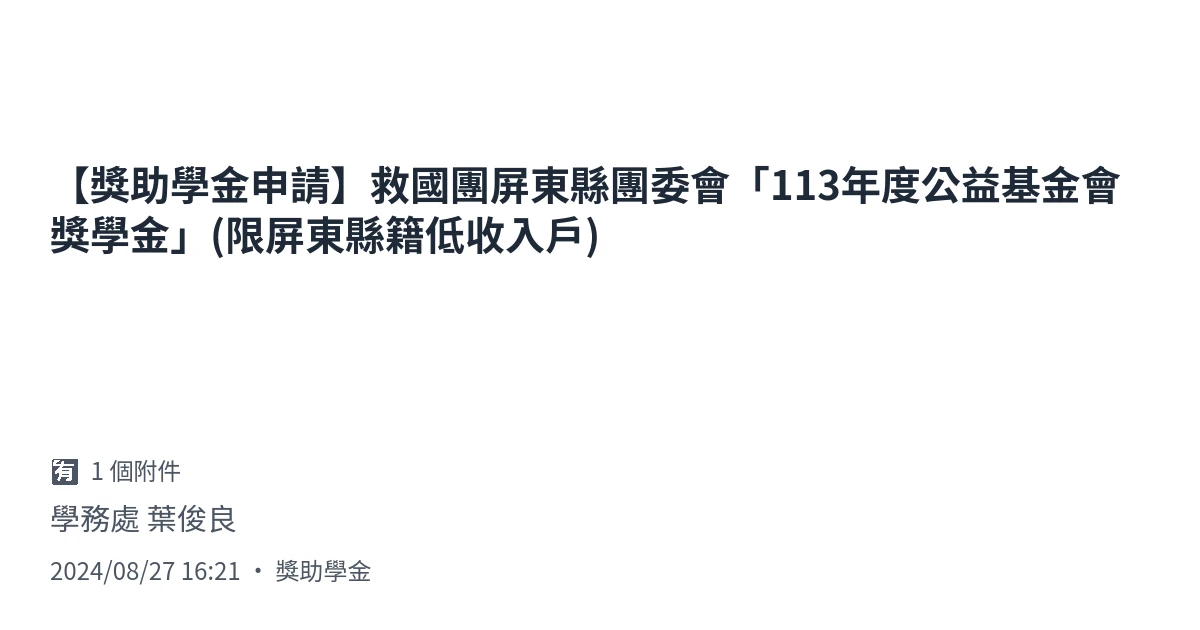 【獎助學金申請】救國團屏東縣團委會「113年度公益基金會
獎學金」(限屏東縣籍低收入戶)
有 1 個附件
學務處 葉俊良
2024/08/27 16:21 • 獎助學金